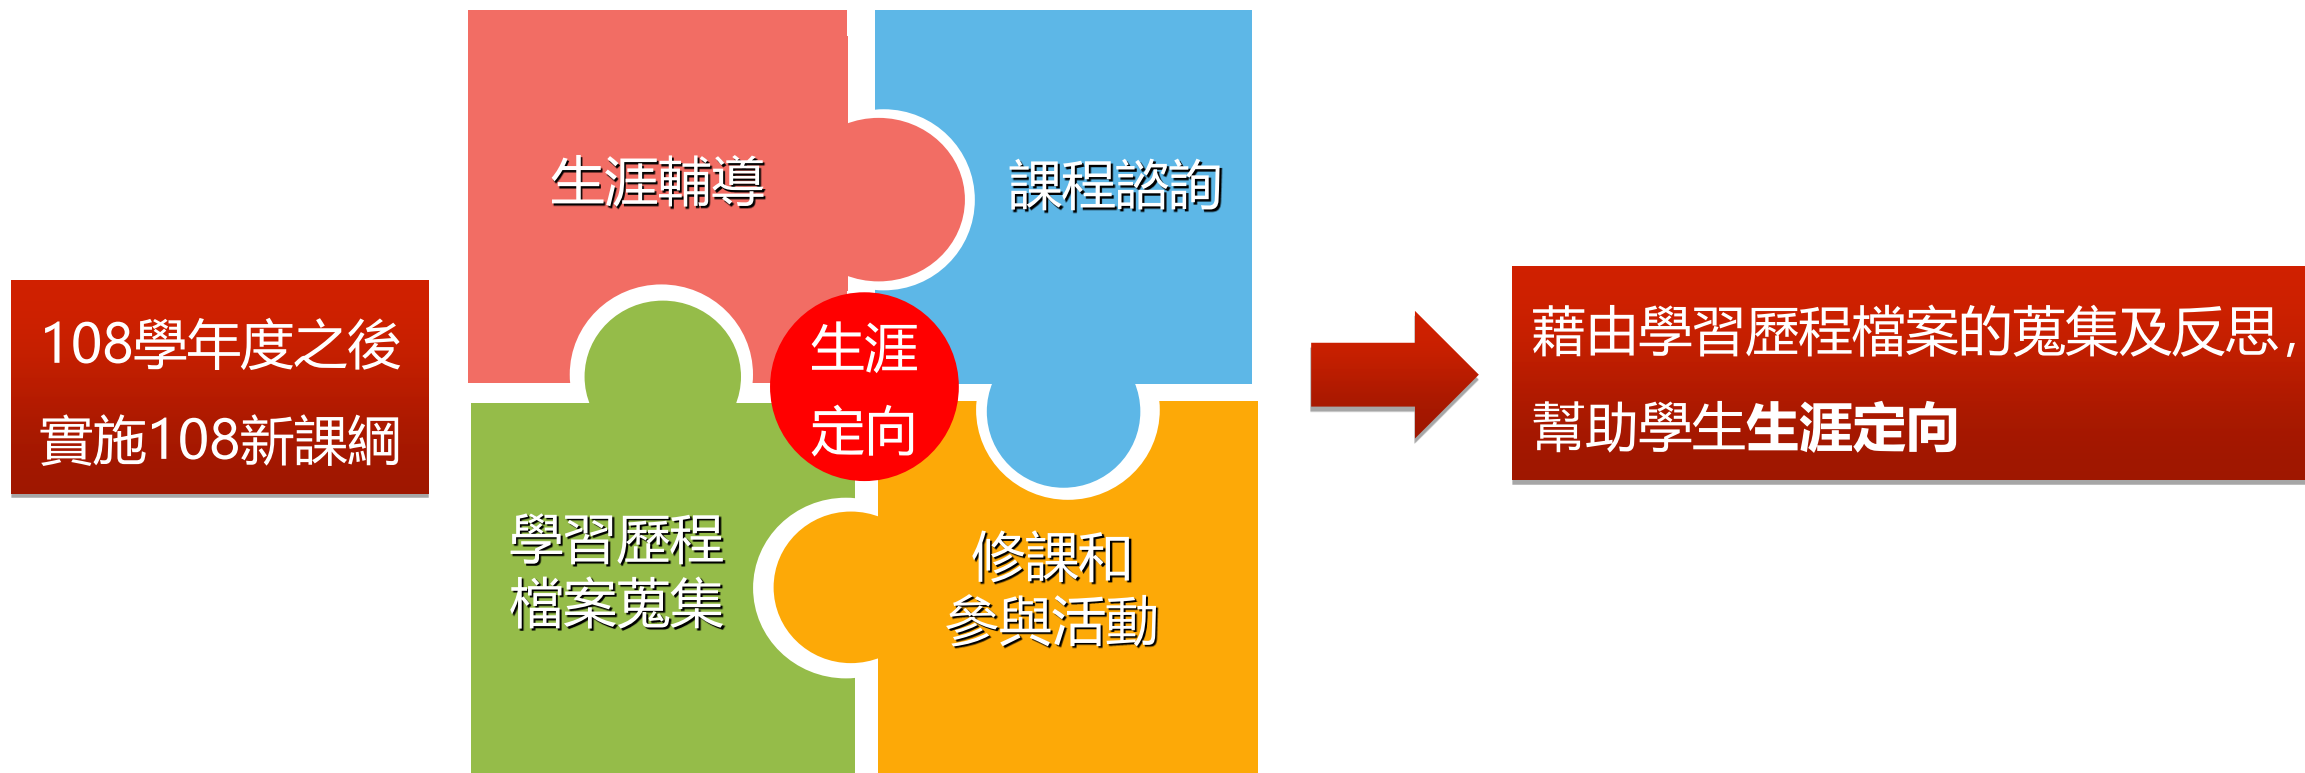 108學年度之後
實施108新課綱
生涯輔導
課程諮詢
生涯
定向
學習歷程
檔案蒐集
修課和
參與活動
藉由學習歷程檔案的蒐集及反思,
幫助學生生涯定向